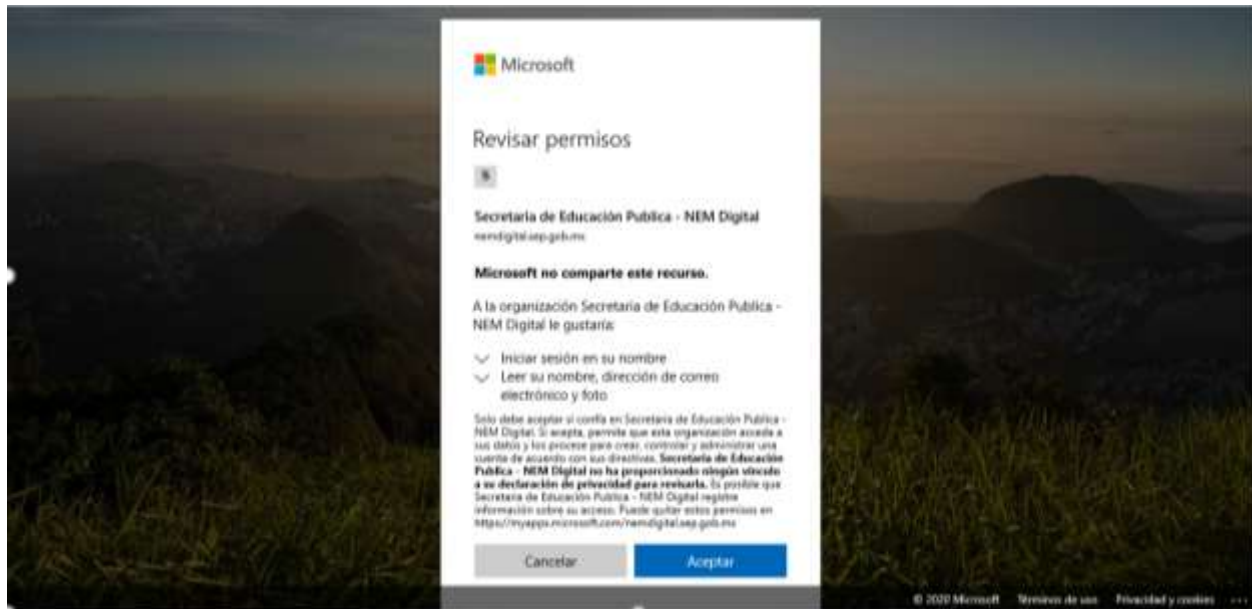 Microsoft
Revisar permisos
Secretaria de Educación Publica - NEM Digital
nemdigital.sep.gob.mx
Microsoft no comparte este recurso.
A la organización Secretaria de Educación Publica -
NEM Digital le gustaría:
Iniciar sesión en su nombre
Leer su nombre, dirección de correo
electrónico y foto
Solo debe aceptar si confía en Secretaria de Educación Publica -
NEM Digital. Si acepta, permite que esta organización acceda a
sus datos y los procese para crear, controlar y administrar una
cuenta de acuerdo con sus directivas. Secretaria de Educación
Publica - NEM Digital no ha proporcionado ningún vínculo
a su declaración de privacidad para revisarla. Es posible que
Secretaria de Educación Publica - NEM Digital registre
información sobre su acceso. Puede quitar estos permisos en
https://myapps.microsoft.com/nemdigital.sep.gob.mx
Cancelar
Aceptar
© 2020 Microsoft Términos de uso Privacidad y cookies ...